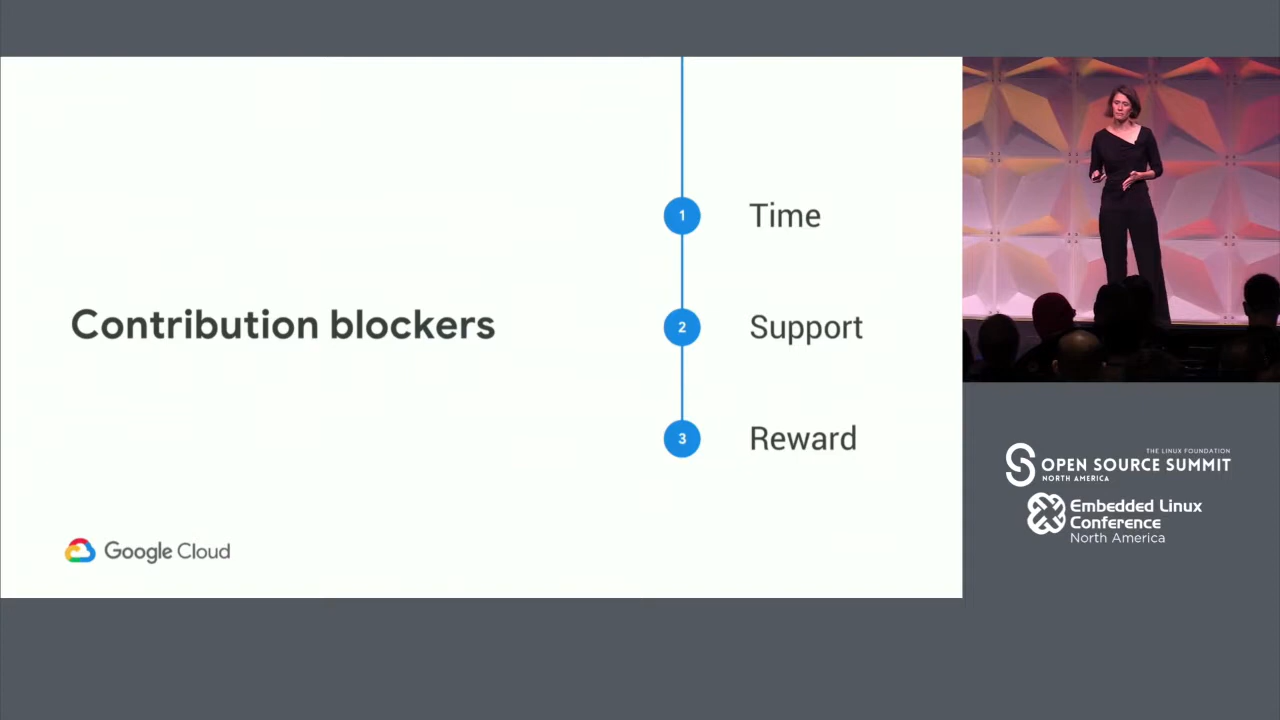 Contribution blockers
1 Time
2 Support
3 Reward
Google Cloud
THE LINUX FOUNDATION
OPEN SOURCE SUMMIT
NORTH AMERICA
Embedded Linux
Conference
North America